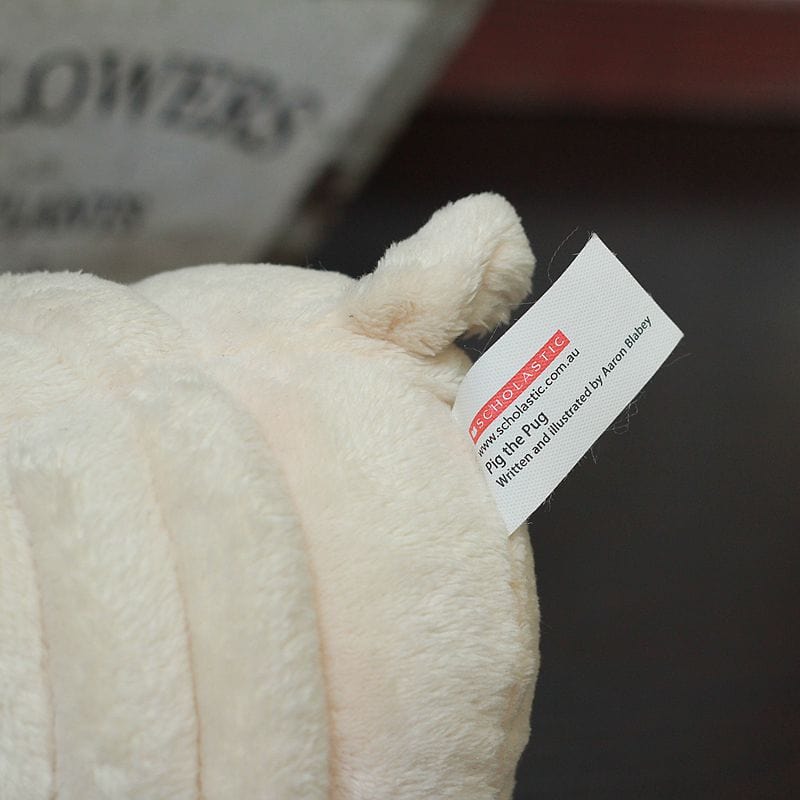 LOWERS
SCHOLASTIC
www.scholastic.com.au
Pig the Pug
Written and illustrated by Aaron Blabey